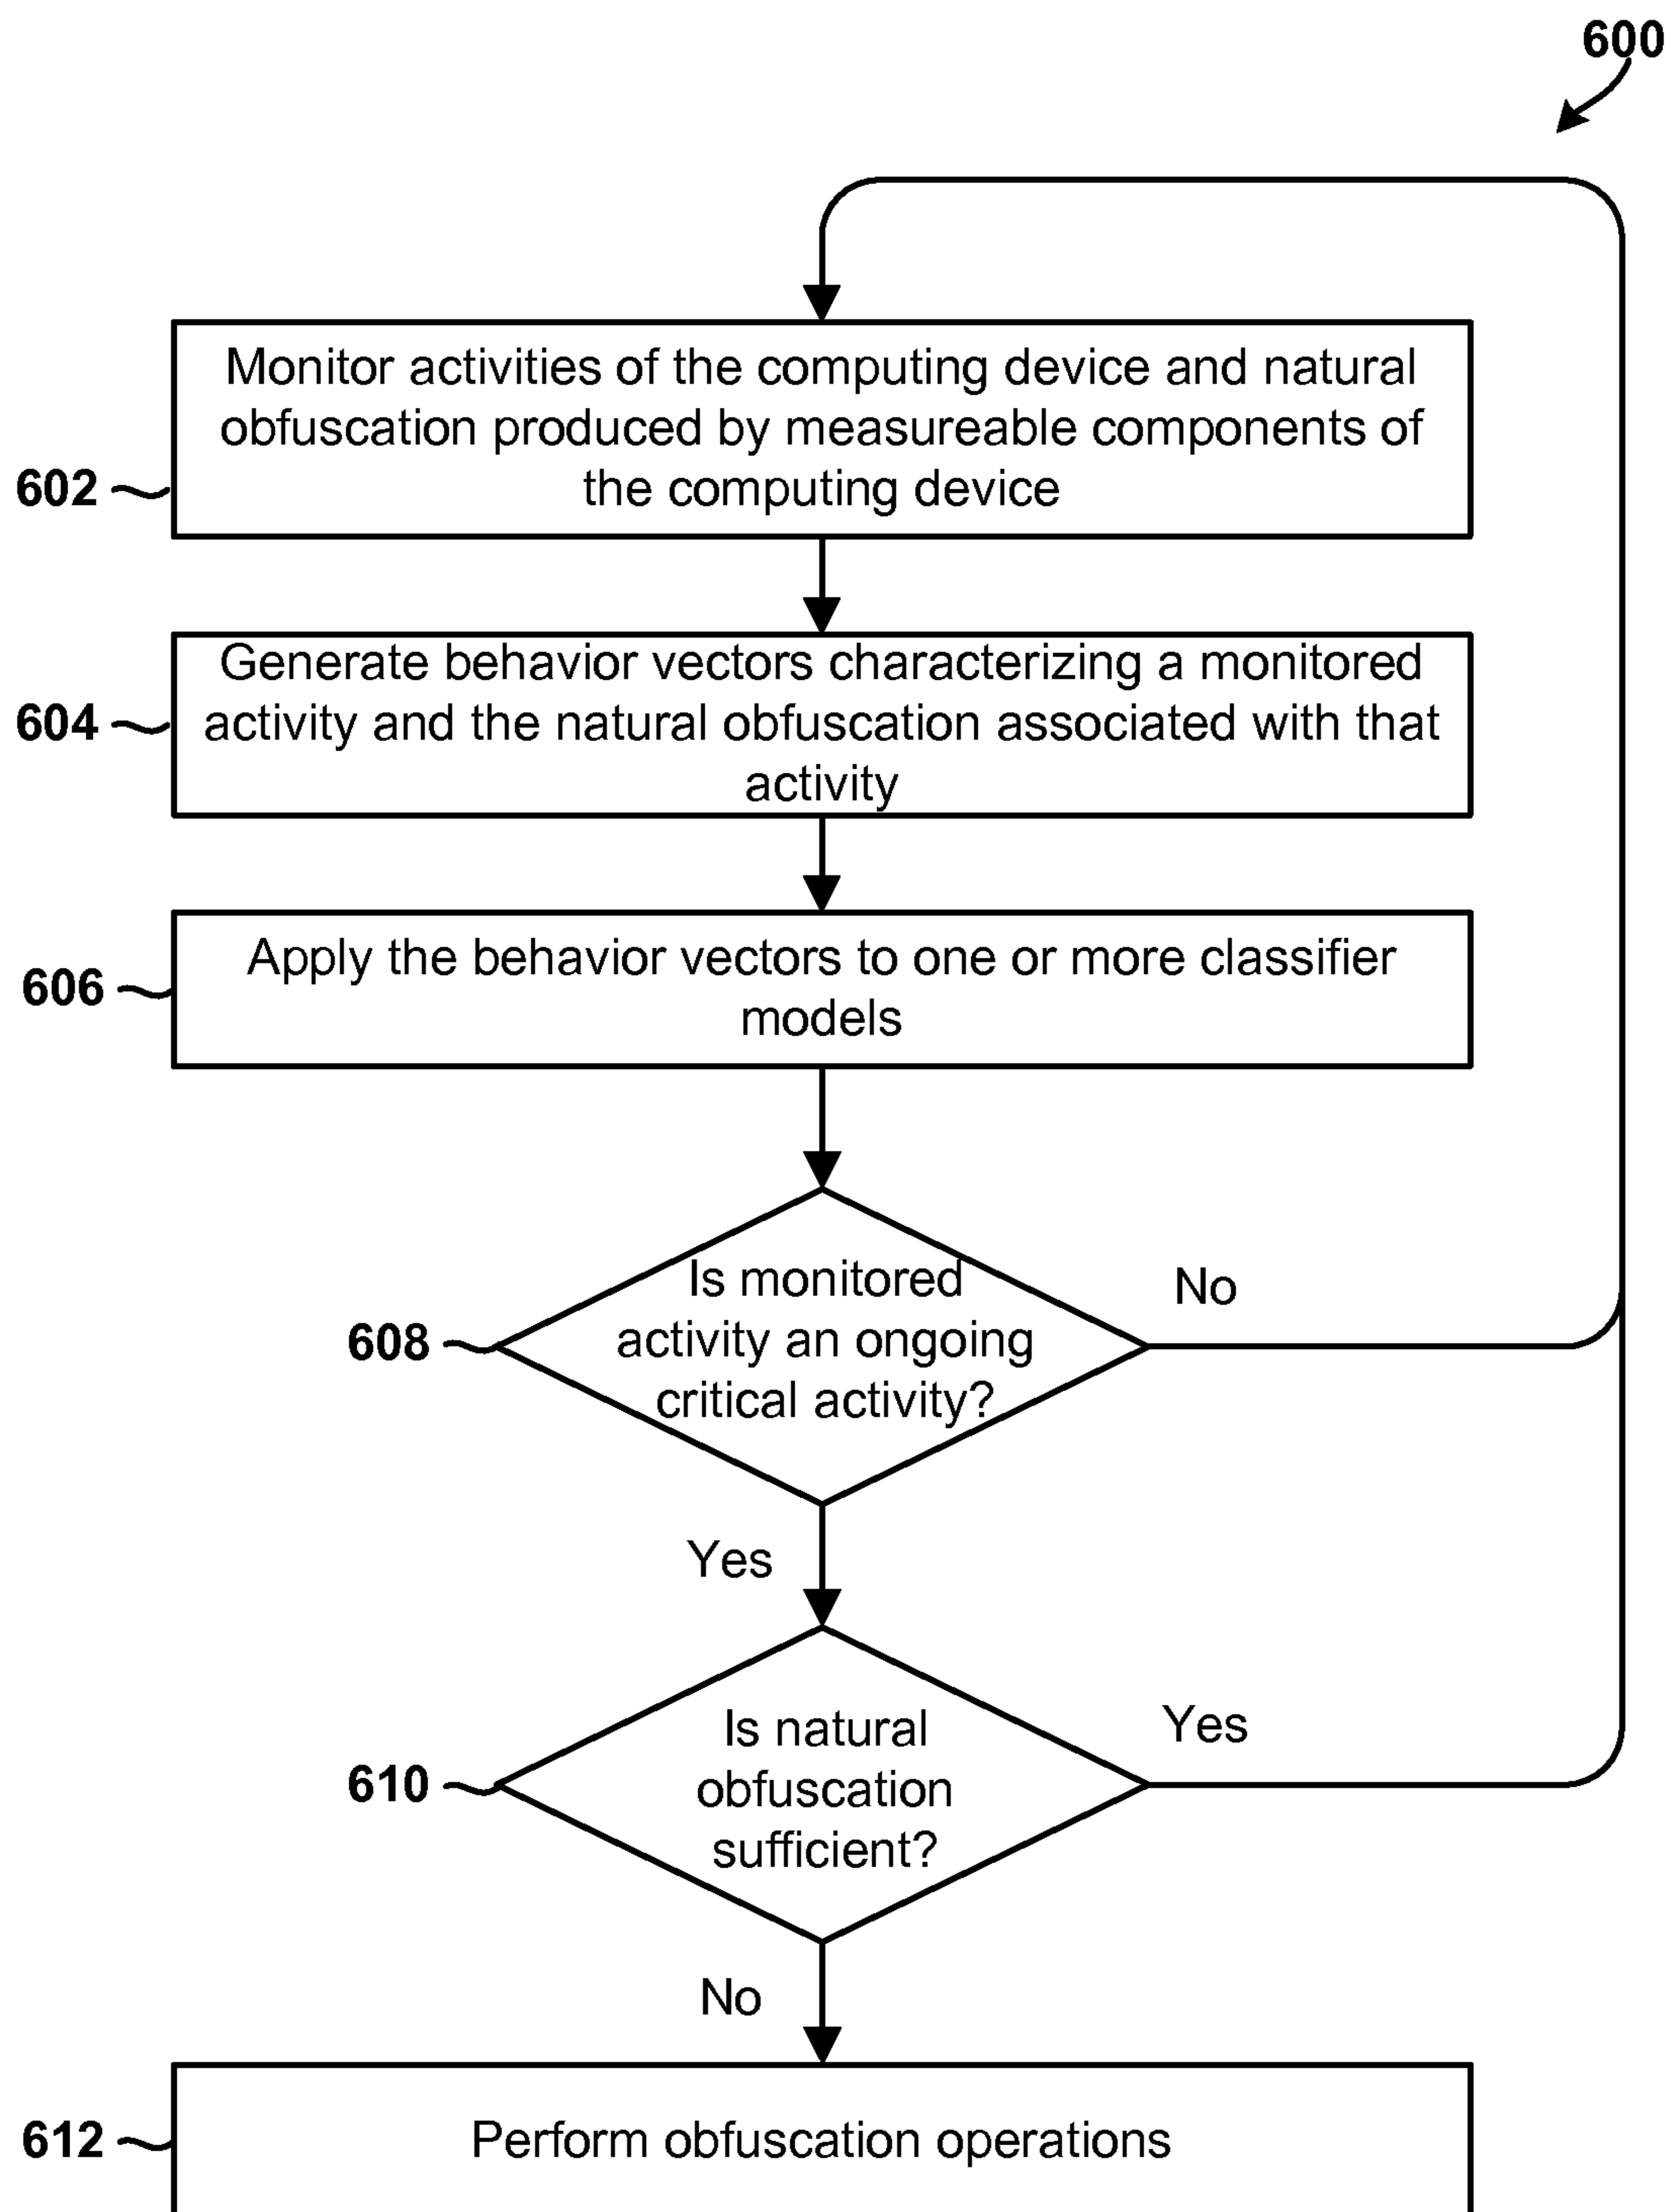 600
Monitor activities of the computing device and natural
obfuscation produced by measureable components of
the computing device
602
Generate behavior vectors characterizing a monitored
activity and the natural obfuscation associated with that
activity
604
Apply the behavior vectors to one or more classifier
models
606
Is monitored
activity an ongoing
critical activity?
608
No
Yes
Is natural
obfuscation
sufficient?
610
Yes
No
Perform obfuscation operations
612